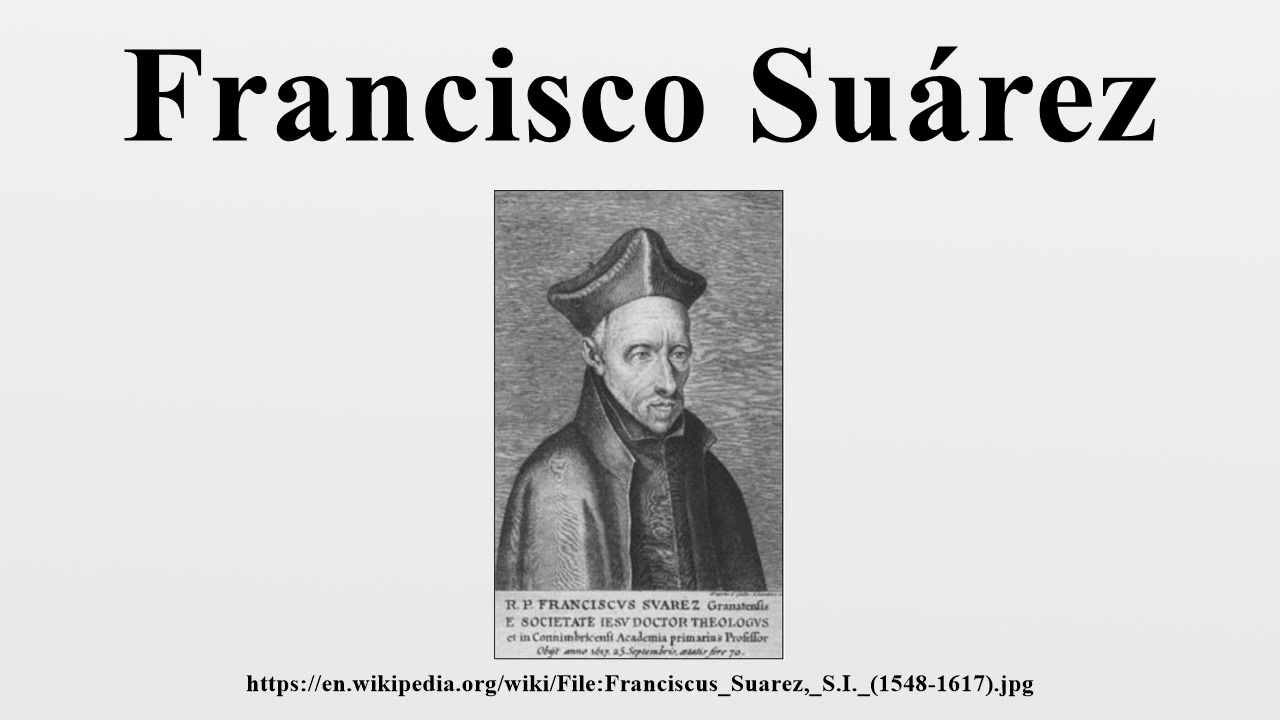 Francisco Suárez
R. P. FRANCISCVS SVAREZ Granatensis
E SOCIETATE IESV DOCTOR THEOLOGVS
et in Connimbricensi Academia primarius Professor
Obijt anno 1617. 25 Septembris, ætatis fere 70.
https://en.wikipedia.org/wiki/File:Franciscus_Suarez,_S.I._(1548-1617).jpg